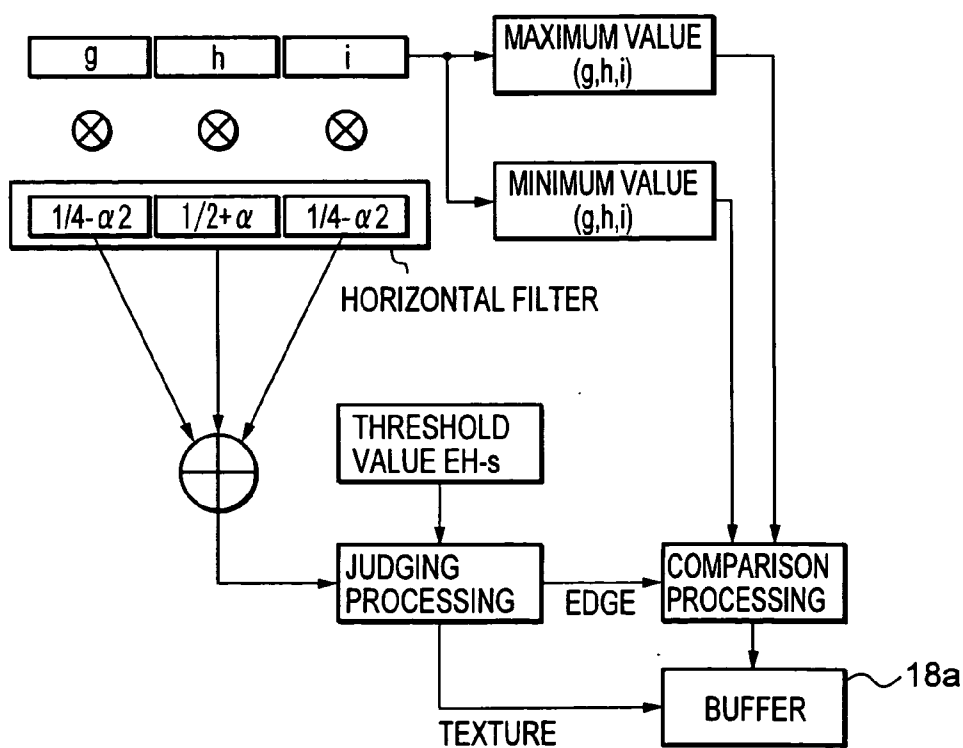 g h i
MAXIMUM VALUE
(g,h,i)
MINIMUM VALUE
(g,h,i)
1/4-α2 1/2+α 1/4-α2
HORIZONTAL FILTER
THRESHOLD
VALUE EH-s
JUDGING
PROCESSING
EDGE
COMPARISON
PROCESSING
TEXTURE
BUFFER
18a